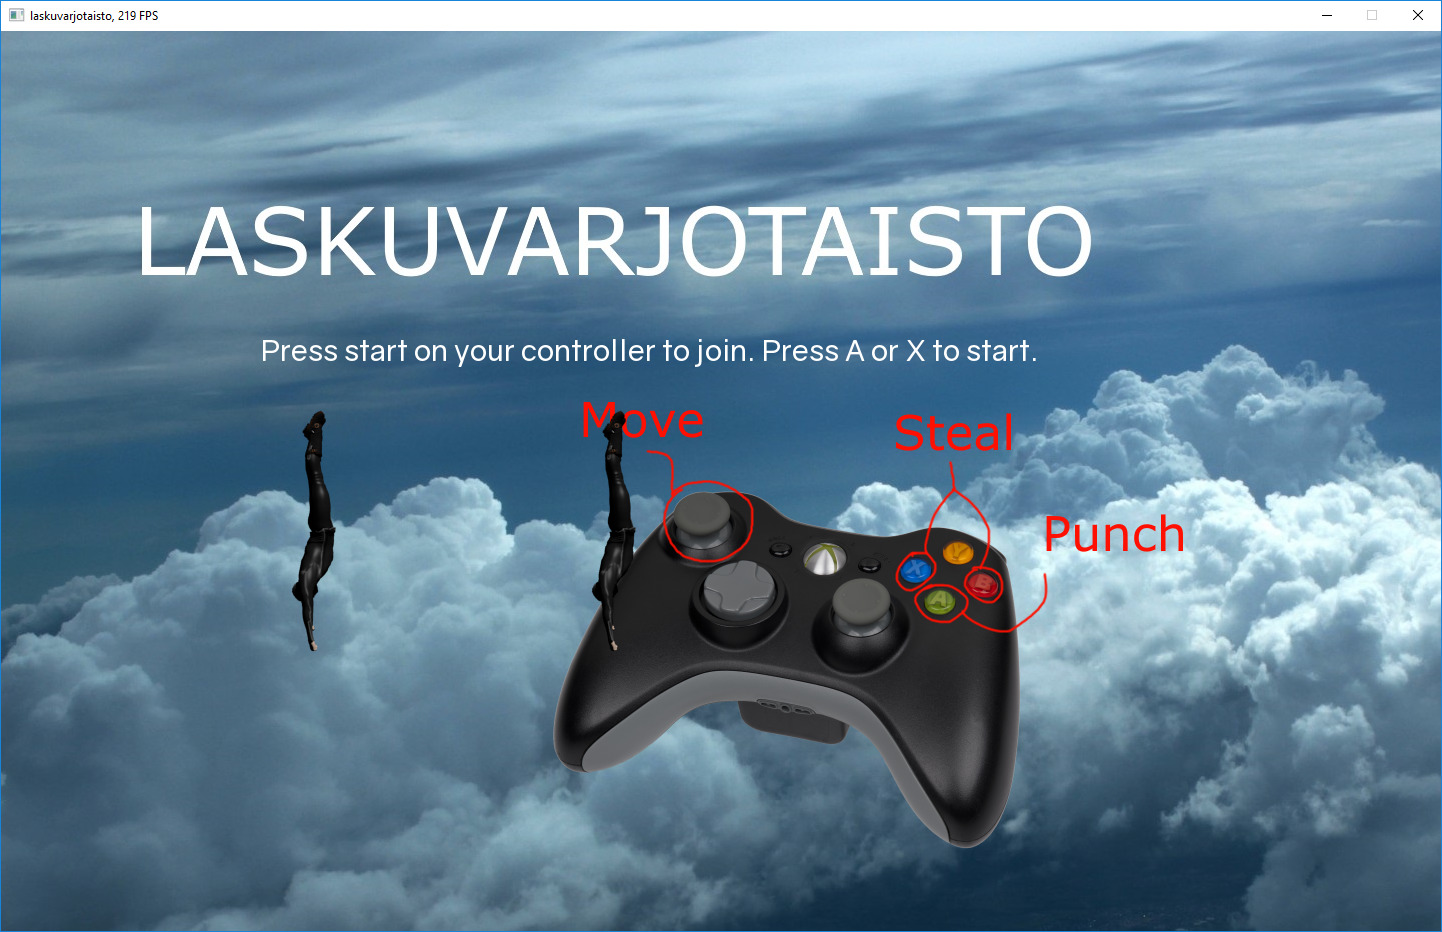 laskuvarjotaisto, 219 FPS
LASKUVARJOTAISTO
Press start on your controller to join. Press A or X to start.
Move
Steal
Punch
Y
X
B
A